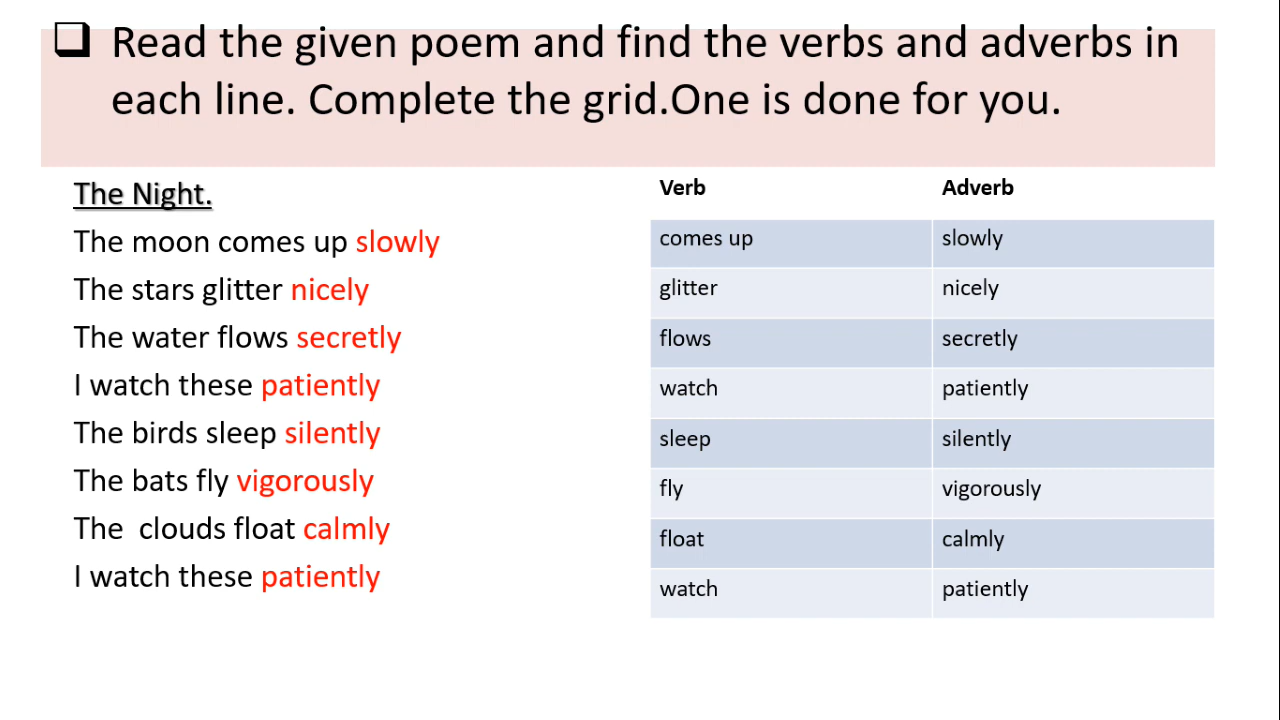 ❑ Read the given poem and find the verbs and adverbs in
each line. Complete the grid.One is done for you.
The Night.
The moon comes up slowly
The stars glitter nicely
The water flows secretly
I watch these patiently
The birds sleep silently
The bats fly vigorously
The  clouds float calmly
I watch these patiently
Verb Adverb
comes up slowly
glitter nicely
flows secretly
watch patiently
sleep silently
fly vigorously
float calmly
watch patiently